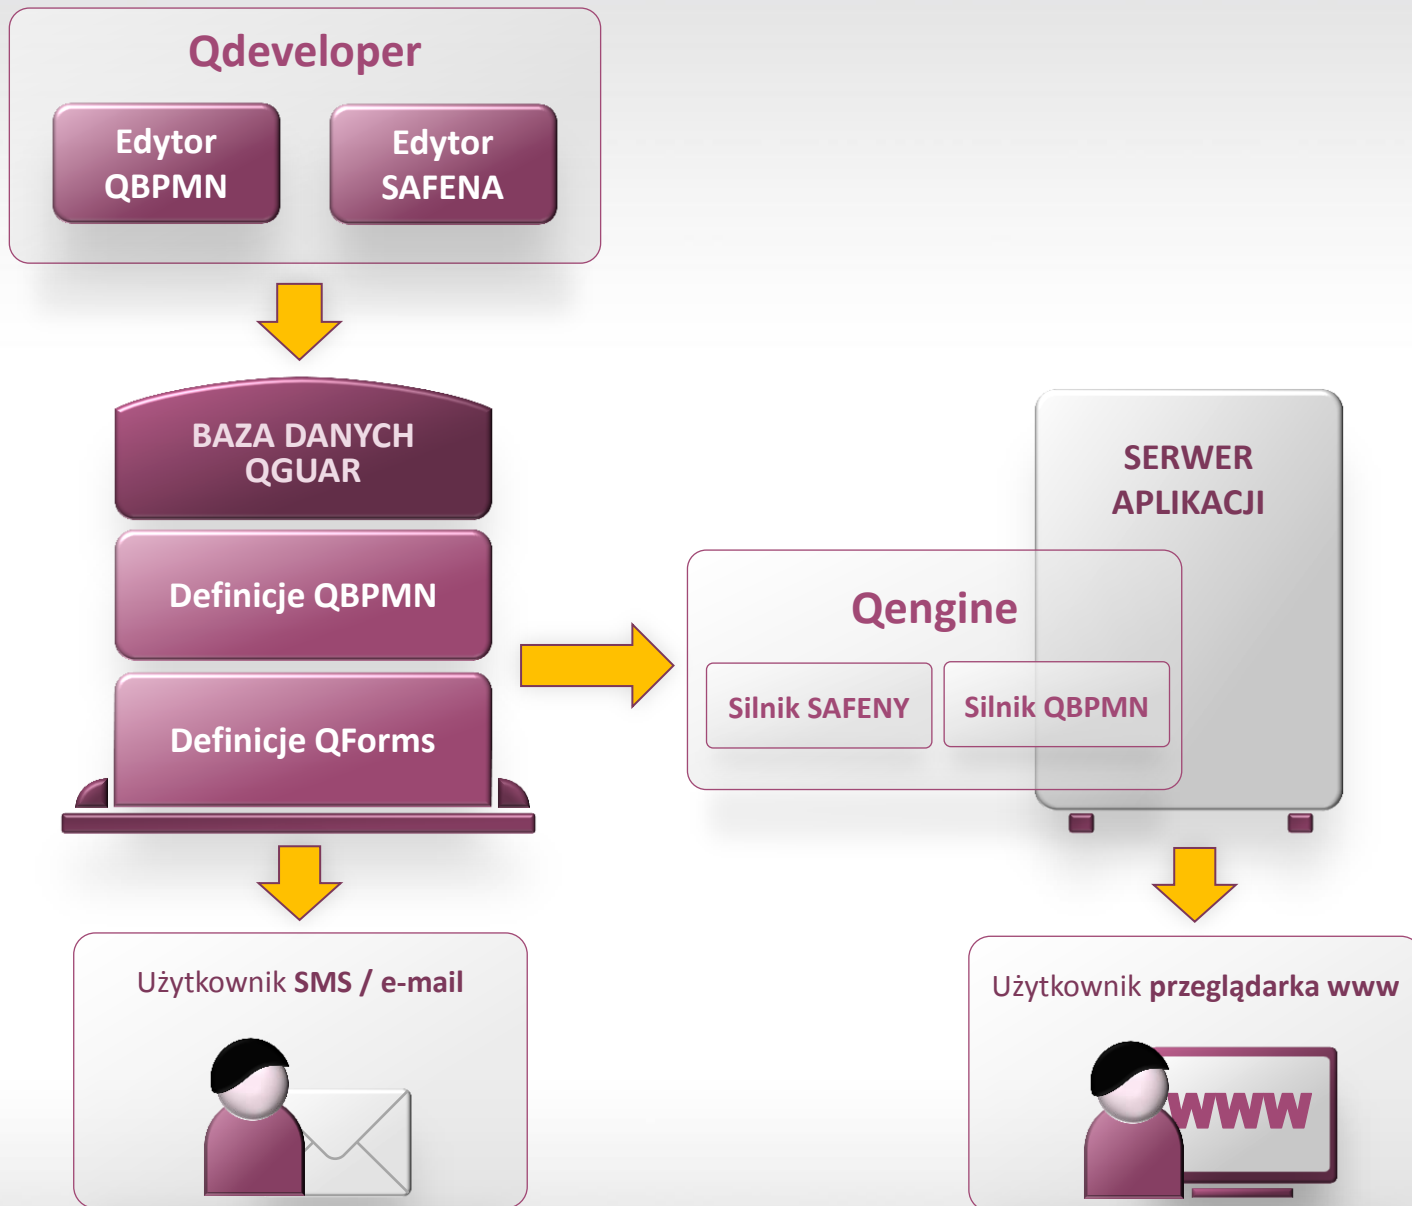 Qdeveloper
Edytor
QBPMN
Edytor
SAFENA
BAZA DANYCH
QGUAR
Definicje QBPMN
Definicje QForms
SERWER
APLIKACJI
Qengine
Silnik SAFENY
Silnik QBPMN
Użytkownik SMS / e-mail
Użytkownik przeglądarka www
www